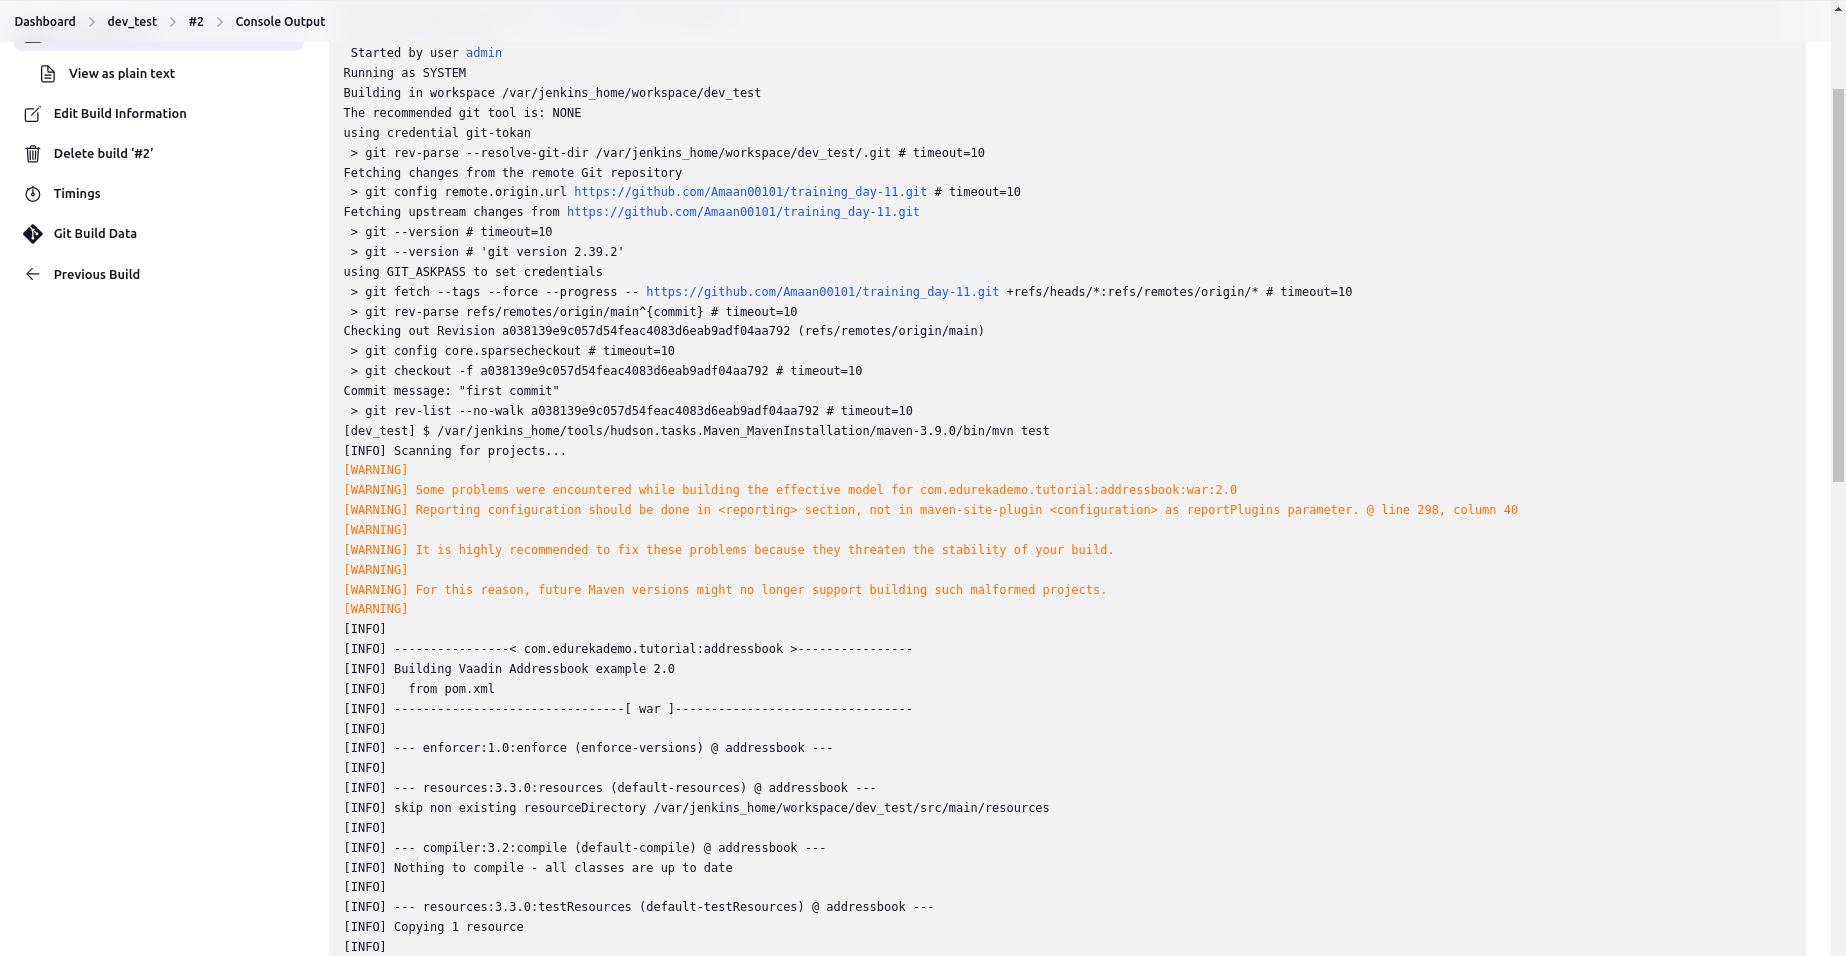 Dashboard > dev_test > #2 > Console Output
View as plain text
Edit Build Information
Delete build ‘#2’
Timings
Git Build Data
Previous Build
Started by user admin
Running as SYSTEM
Building in workspace /var/jenkins_home/workspace/dev_test
The recommended git tool is: NONE
using credential git-tokan
> git rev-parse --resolve-git-dir /var/jenkins_home/workspace/dev_test/.git # timeout=10
Fetching changes from the remote Git repository
> git config remote.origin.url https://github.com/Amaan00101/training_day-11.git # timeout=10
Fetching upstream changes from https://github.com/Amaan00101/training_day-11.git
> git --version # timeout=10
> git --version # 'git version 2.39.2'
using GIT_ASKPASS to set credentials
> git fetch --tags --force --progress -- https://github.com/Amaan00101/training_day-11.git +refs/heads/*:refs/remotes/origin/* # timeout=10
> git rev-parse refs/remotes/origin/main^{commit} # timeout=10
Checking out Revision a038139e9c057d54feac4083d6eab9adf04aa792 (refs/remotes/origin/main)
> git config core.sparsecheckout # timeout=10
> git checkout -f a038139e9c057d54feac4083d6eab9adf04aa792 # timeout=10
Commit message: "first commit"
> git rev-list --no-walk a038139e9c057d54feac4083d6eab9adf04aa792 # timeout=10
[dev_test] $ /var/jenkins_home/tools/hudson.tasks.Maven_MavenInstallation/maven-3.9.0/bin/mvn test
[INFO] Scanning for projects...
[WARNING]
[WARNING] Some problems were encountered while building the effective model for com.edurekademo.tutorial:addressbook:war:2.0
[WARNING] Reporting configuration should be done in <reporting> section, not in maven-site-plugin <configuration> as reportPlugins parameter. @ line 298, column 40
[WARNING]
[WARNING] It is highly recommended to fix these problems because they threaten the stability of your build.
[WARNING]
[WARNING] For this reason, future Maven versions might no longer support building such malformed projects.
[WARNING]
[INFO]
[INFO] ----------------< com.edurekademo.tutorial:addressbook >----------------
[INFO] Building Vaadin Addressbook example 2.0
[INFO]   from pom.xml
[INFO] --------------------------------[ war ]---------------------------------
[INFO]
[INFO] --- enforcer:1.0:enforce (enforce-versions) @ addressbook ---
[INFO]
[INFO] --- resources:3.3.0:resources (default-resources) @ addressbook ---
[INFO] skip non existing resourceDirectory /var/jenkins_home/workspace/dev_test/src/main/resources
[INFO]
[INFO] --- compiler:3.2:compile (default-compile) @ addressbook ---
[INFO] Nothing to compile - all classes are up to date
[INFO]
[INFO] --- resources:3.3.0:testResources (default-testResources) @ addressbook ---
[INFO] Copying 1 resource
[INFO]